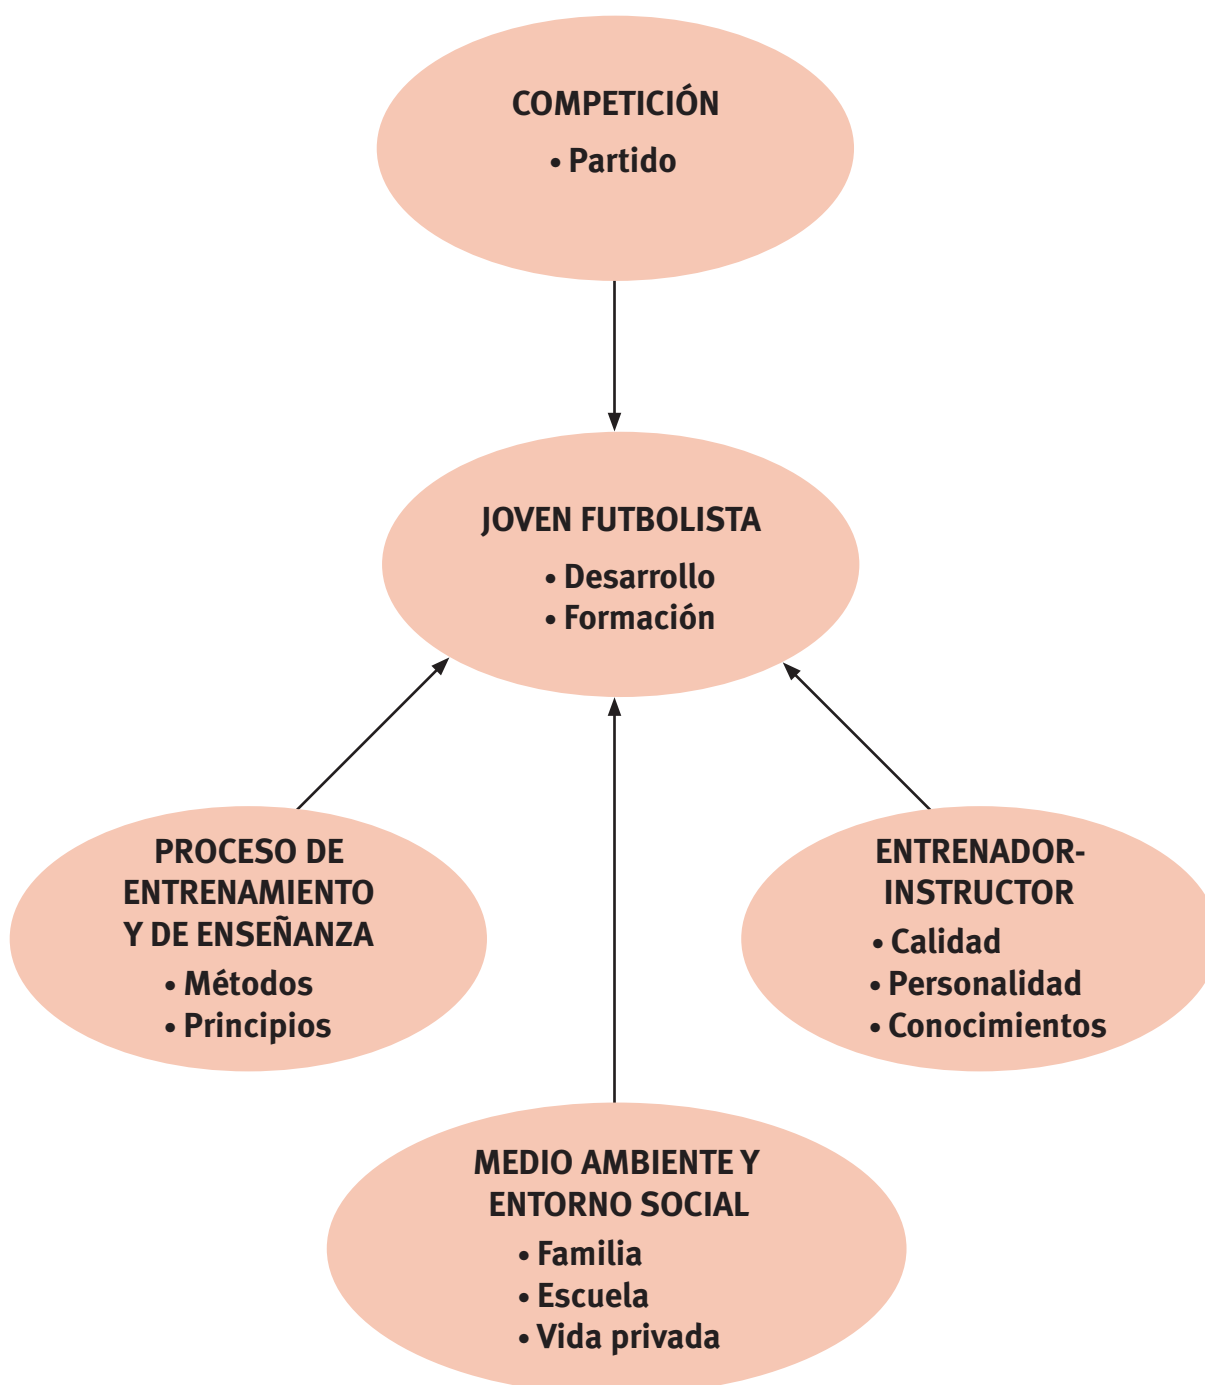 COMPETICIÓN
• Partido
JOVEN FUTBOLISTA
• Desarrollo
• Formación
PROCESO DE
ENTRENAMIENTO
Y DE ENSEÑANZA
• Métodos
• Principios
ENTRENADOR-
INSTRUCTOR
• Calidad
• Personalidad
• Conocimientos
MEDIO AMBIENTE Y
ENTORNO SOCIAL
• Familia
• Escuela
• Vida privada